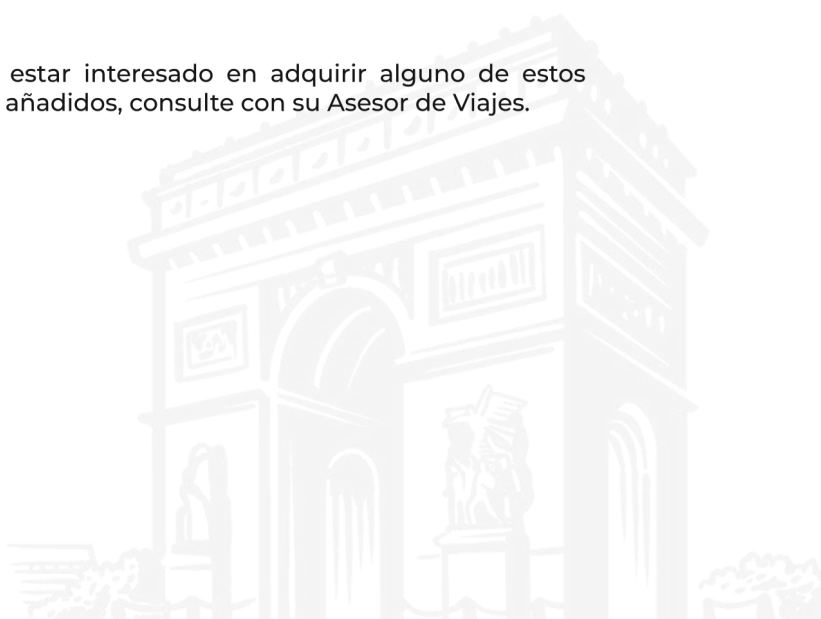 estar interesado en adquirir alguno de estos
añadidos, consulte con su Asesor de Viajes.